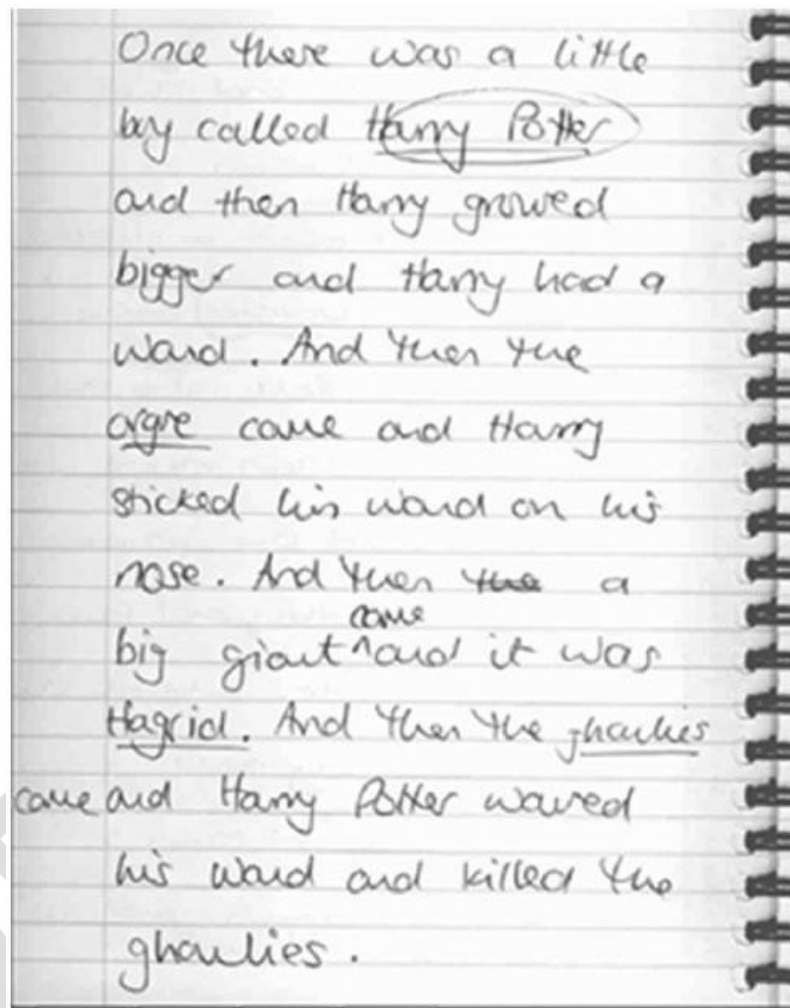 Once there was a little
boy called Harry Potter
and then Harry growed
bigger and Harry had a
wand. And then the
orgre came and Harry
sticked his wand on his
nose. And then the a
came
big giant ^ and it was
Hagrid. And then the ghoulies
came and Harry Potter waved
his wand and killed the
ghoulies.